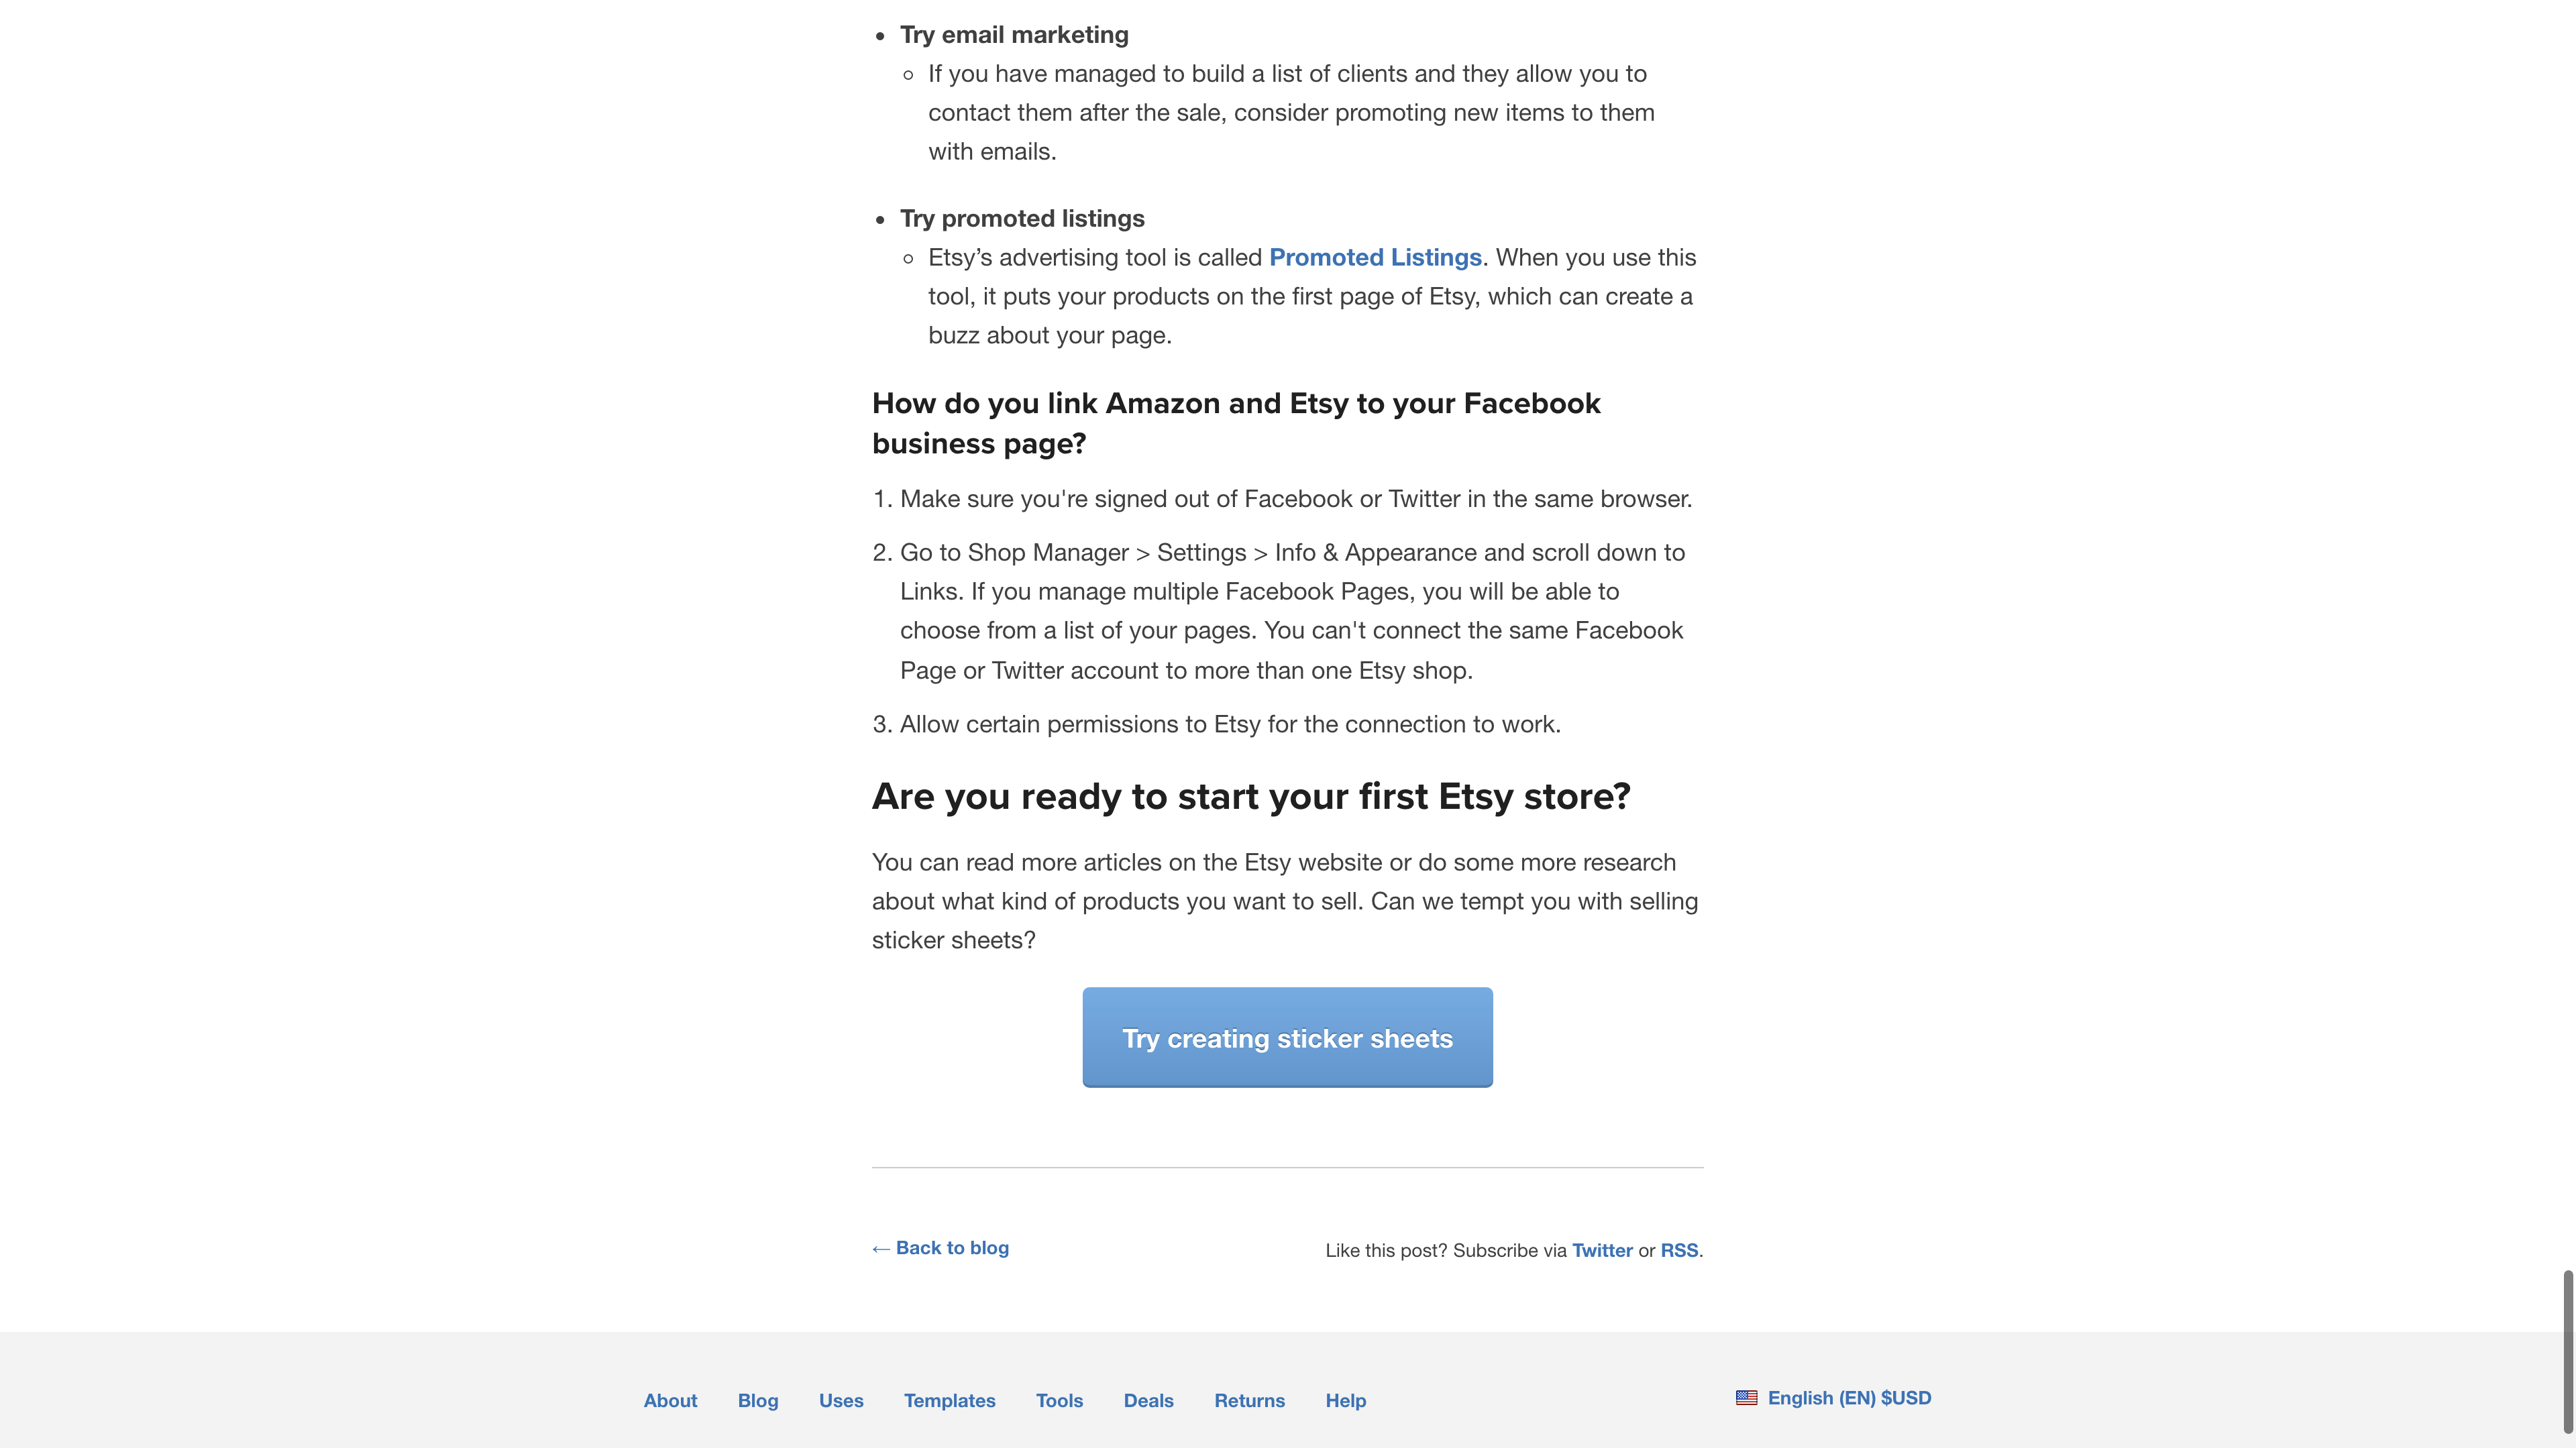 • Try email marketing
○ If you have managed to build a list of clients and they allow you to
contact them after the sale, consider promoting new items to them
with emails.
• Try promoted listings
○ Etsy’s advertising tool is called Promoted Listings. When you use this
tool, it puts your products on the first page of Etsy, which can create a
buzz about your page.
How do you link Amazon and Etsy to your Facebook
business page?
1. Make sure you're signed out of Facebook or Twitter in the same browser.
2. Go to Shop Manager > Settings > Info & Appearance and scroll down to
Links. If you manage multiple Facebook Pages, you will be able to
choose from a list of your pages. You can't connect the same Facebook
Page or Twitter account to more than one Etsy shop.
3. Allow certain permissions to Etsy for the connection to work.
Are you ready to start your first Etsy store?
You can read more articles on the Etsy website or do some more research
about what kind of products you want to sell. Can we tempt you with selling
sticker sheets?
Try creating sticker sheets
← Back to blog
Like this post? Subscribe via Twitter or RSS.
About Blog Uses Templates Tools Deals Returns Help
English (EN) $USD